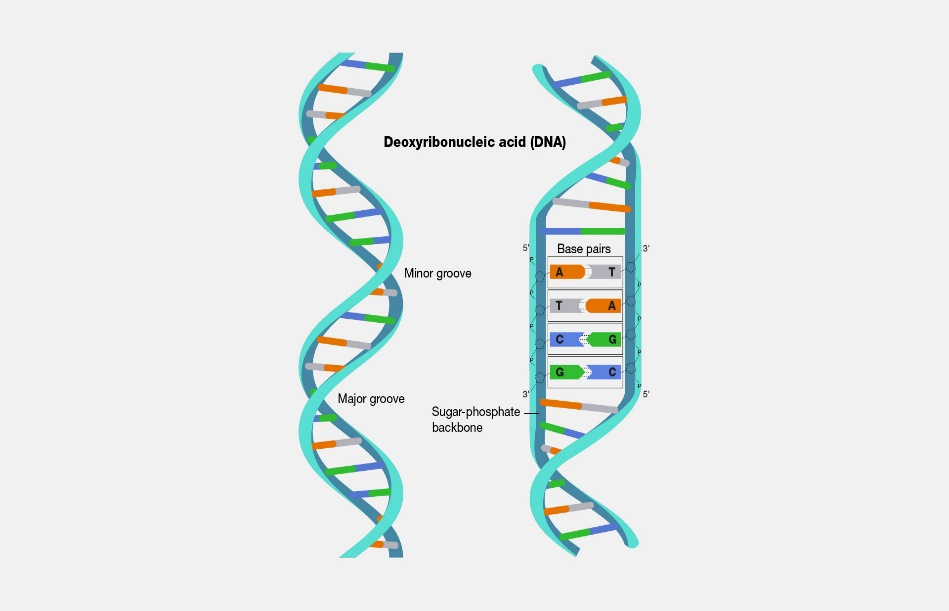 Deoxyribonucleic acid (DNA)
5'
Base pairs
3'
A T
Minor groove
T A
C G
G C
3'
5'
Major groove
Sugar-phosphate
backbone